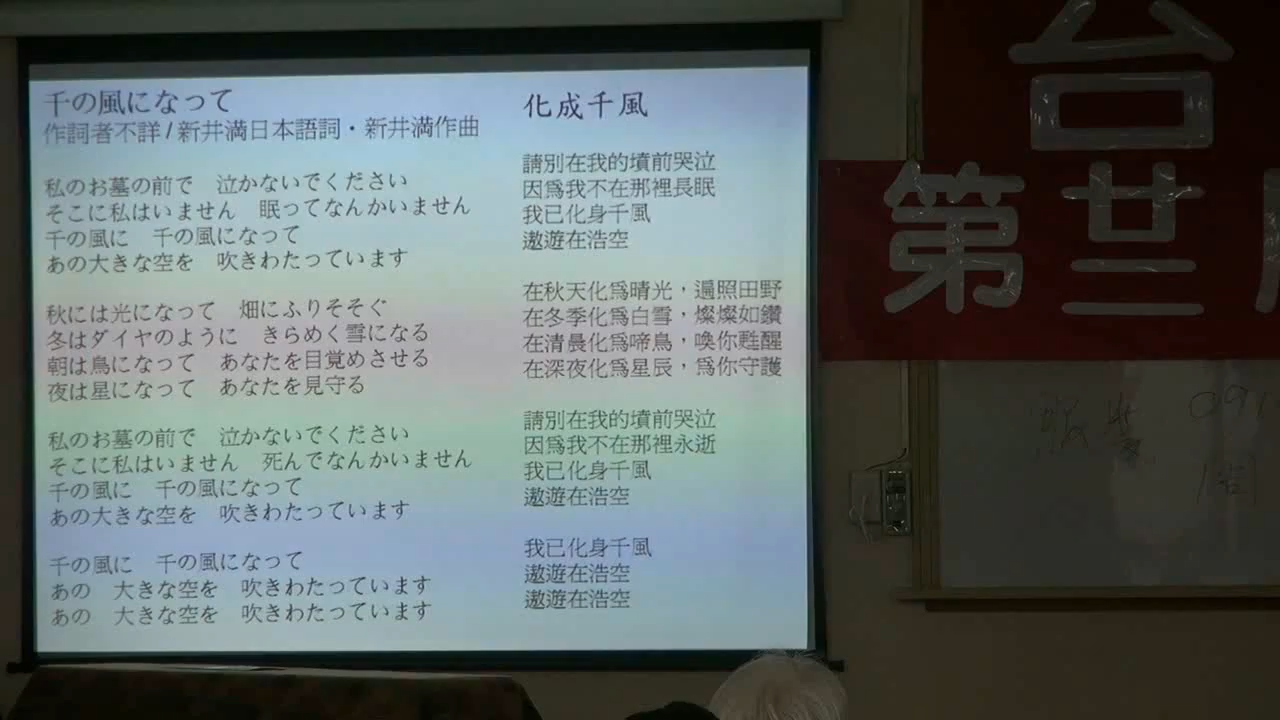 千の風になって
作詞者不詳/新井満日本語詞・新井満作曲
私のお墓の前で　泣かないでください
そこに私はいません　眠ってなんかいません
千の風に　千の風になって
あの大きな空を　吹きわたっています
秋には光になって　畑にふりそそぐ
冬はダイヤのように　きらめく雪になる
朝は鳥になって　あなたを目覚めさせる
夜は星になって　あなたを見守る
私のお墓の前で　泣かないでください
そこに私はいません　死んでなんかいません
千の風に　千の風になって
あの大きな空を　吹きわたっています
千の風に　千の風になって
あの　大きな空を　吹きわたっています
あの　大きな空を　吹きわたっています
化成千風
請別在我的墳前哭泣
因爲我不在那裡長眠
我已化身千風
遨遊在浩空
在秋天化爲晴光，遍照田野
在冬季化爲白雪，燦燦如鑽
在清晨化爲啼鳥，喚你甦醒
在深夜化爲星辰，爲你守護
請別在我的墳前哭泣
因爲我不在那裡永逝
我已化身千風
遨遊在浩空
我已化身千風
遨遊在浩空
遨遊在浩空
台
第廿二